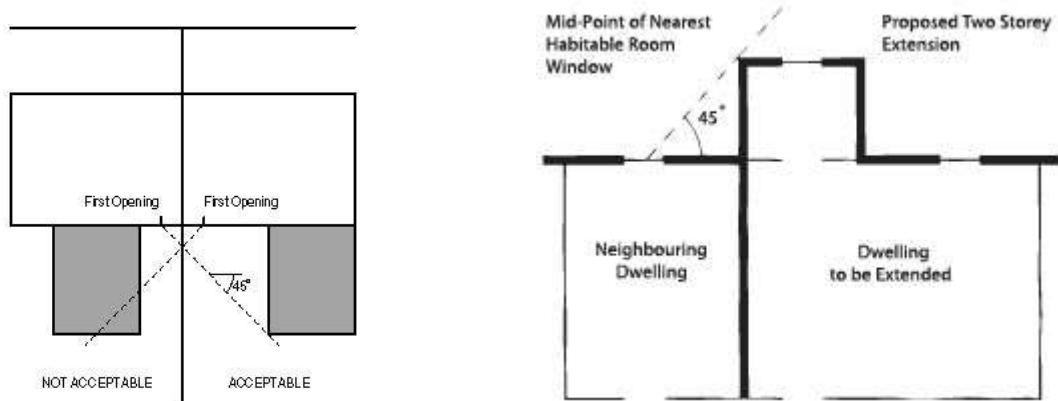 First Opening
First Opening
45°
NOT ACCEPTABLE
ACCEPTABLE
Mid-Point of Nearest
Habitable Room
Window
Proposed Two Storey
Extension
45°
Neighbouring
Dwelling
Dwelling
to be Extended